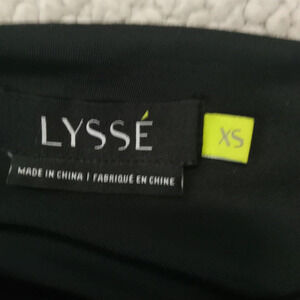 LYSSÉ
XS
MADE IN CHINA / FABRIQUÉ EN CHINE